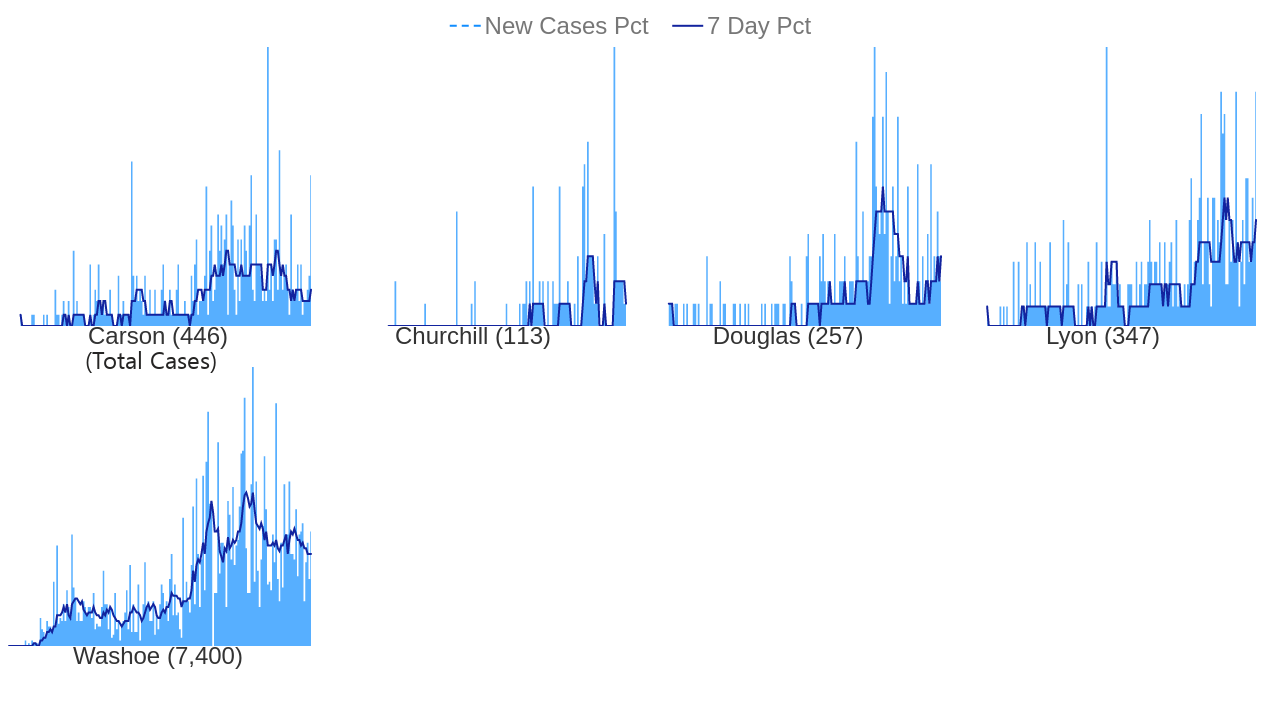 New Cases Pct 7 Day Pct
Carson (446) Churchill (113) Douglas (257) Lyon (347)
(Total Cases)
Washoe (7,400)